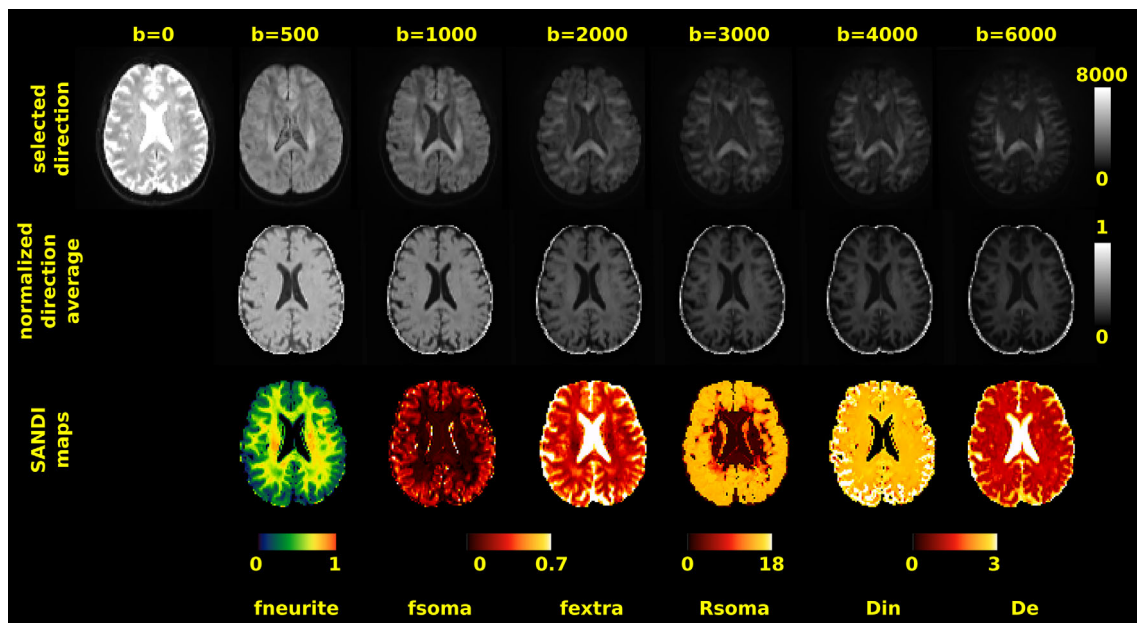 b=0 b=500 b=1000 b=2000 b=3000 b=4000 b=6000
selected
direction
8000
0
normalized
direction
average
1
0
SANDI
maps
0 1 0 0.7 0 18 0 3
fneurite fsoma fextra Rsoma Din De